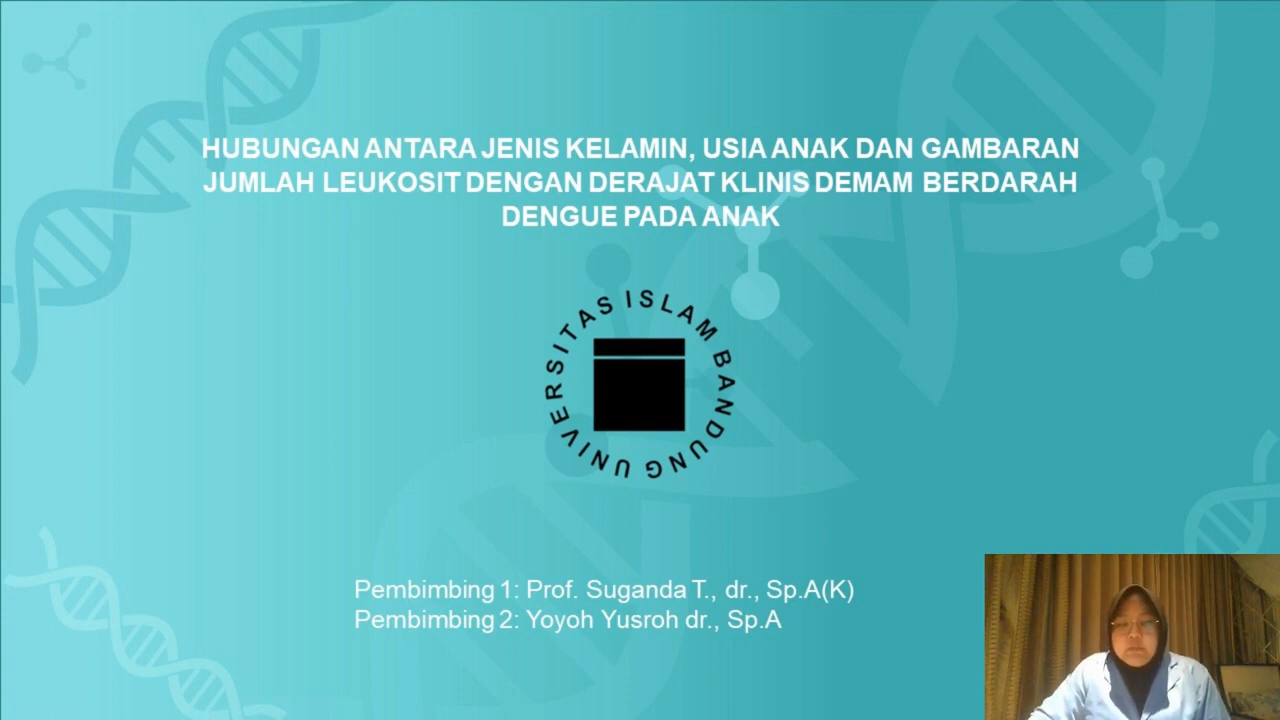 HUBUNGAN ANTARA JENIS KELAMIN, USIA ANAK DAN GAMBARAN
JUMLAH LEUKOSIT DENGAN DERAJAT KLINIS DEMAM BERDARAH
DENGUE PADA ANAK
UNIVERSITAS ISLAM BANDUNG
Pembimbing 1: Prof. Suganda T., dr., Sp.A(K)
Pembimbing 2: Yoyoh Yusroh dr., Sp.A